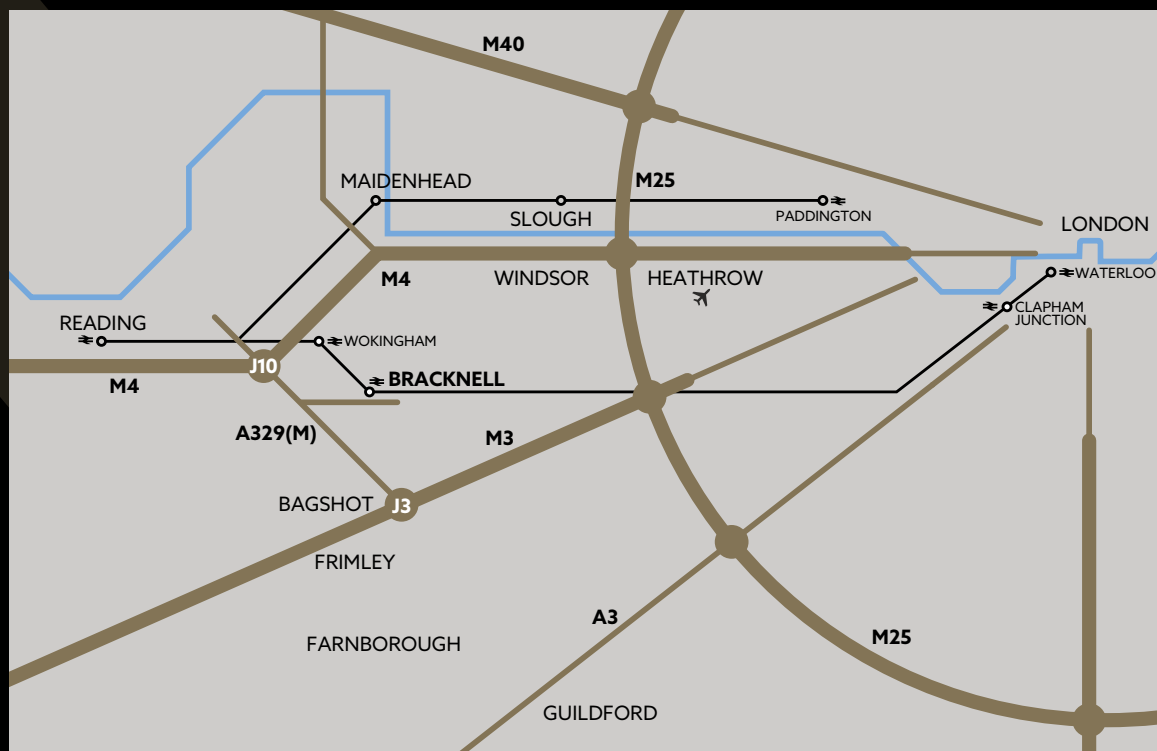 M40
MAIDENHEAD
M25
SLOUGH
PADDINGTON
LONDON
M4
WINDSOR
HEATHROW
WATERLOO
READING
WOKINGHAM
CLAPHAM
JUNCTION
J10
M4
BRACKNELL
A329(M)
M3
BAGSHOT
J3
FRIMLEY
A3
FARNBOROUGH
M25
GUILDFORD